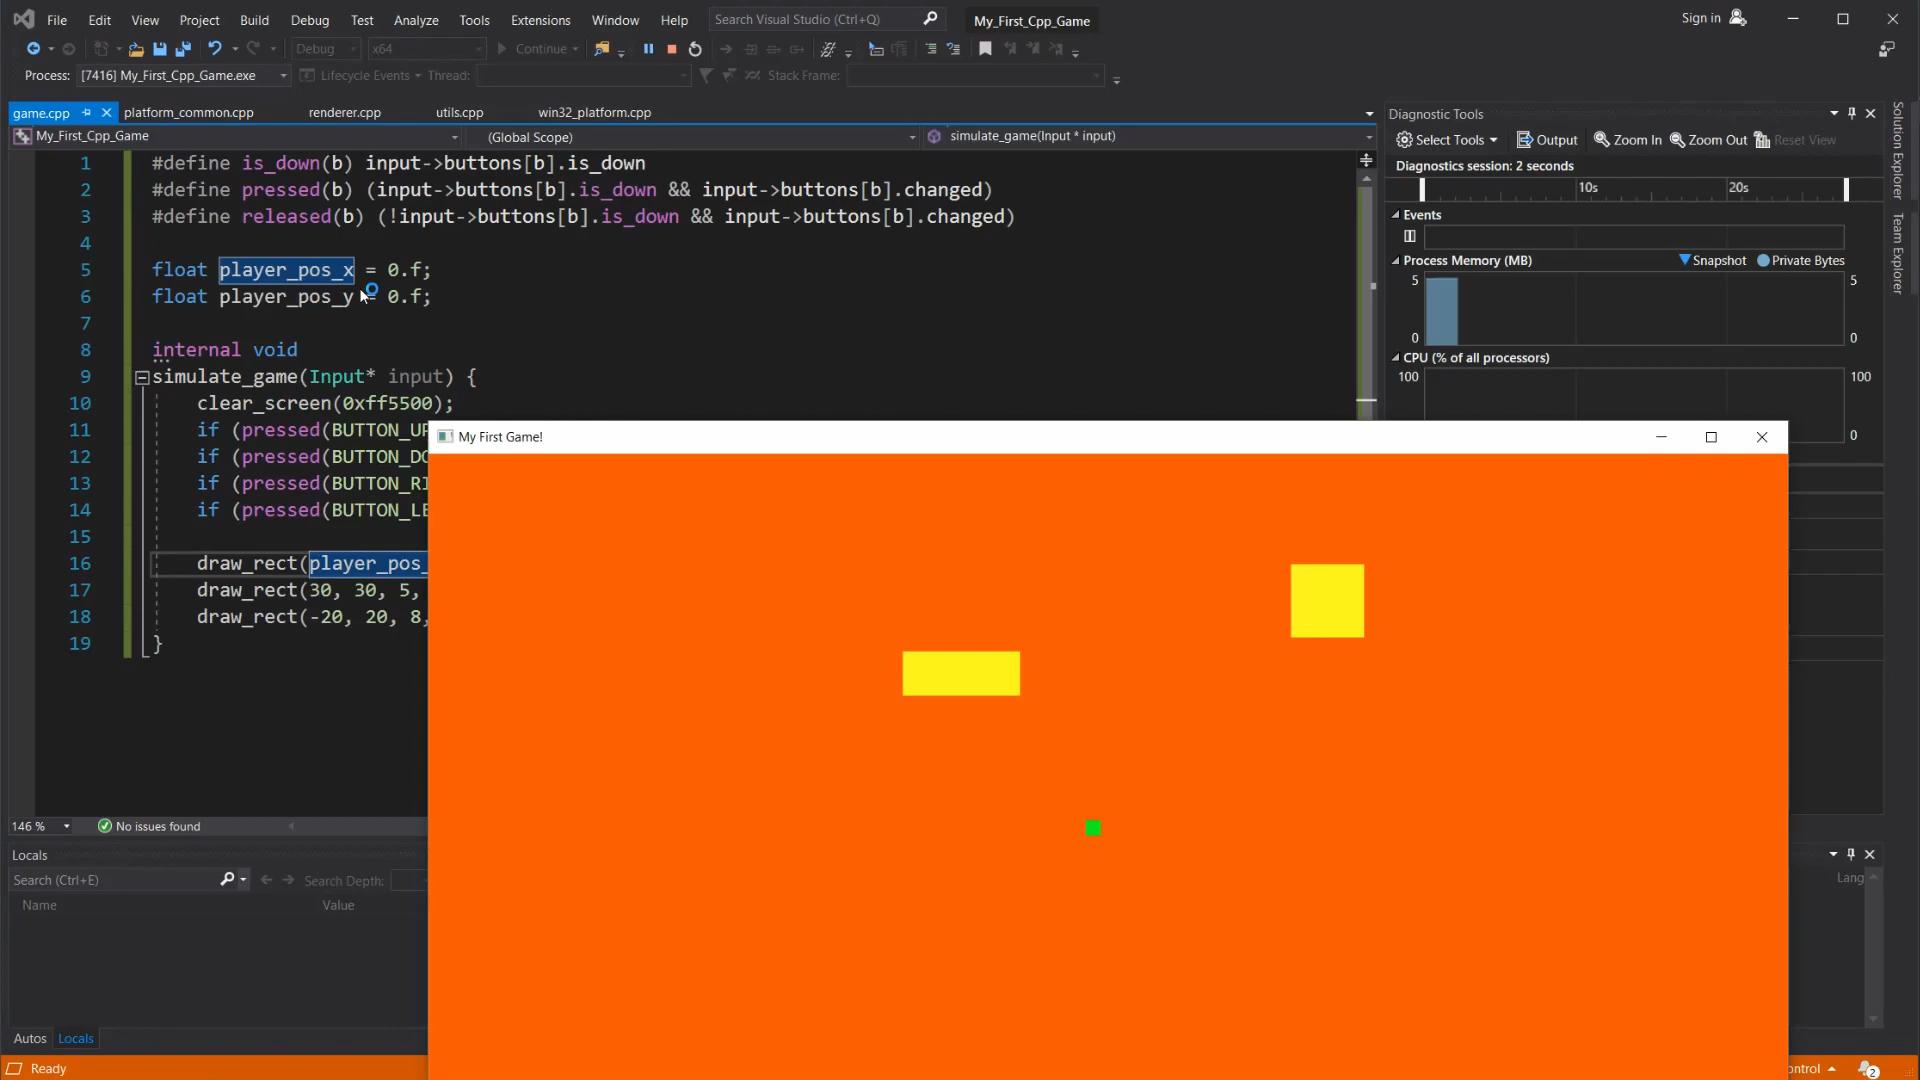 File Edit View Project Build Debug Test Analyze Tools Extensions Window Help Search Visual Studio (Ctrl+Q) My_First_Cpp_Game Sign in
Debug x64 Continue
Process: [7416] My_First_Cpp_Game.exe Lifecycle Events Thread: Stack Frame:
game.cpp platform_common.cpp renderer.cpp utils.cpp win32_platform.cpp
My_First_Cpp_Game (Global Scope) simulate_game(Input * input)
1 #define is_down(b) input->buttons[b].is_down
2 #define pressed(b) (input->buttons[b].is_down && input->buttons[b].changed)
3 #define released(b) (!input->buttons[b].is_down && input->buttons[b].changed)
4
5 float player_pos_x = 0.f;
6 float player_pos_y = 0.f;
7
8 internal void
9 simulate_game(Input* input) {
10 clear_screen(0xff5500);
11 if (pressed(BUTTON_UP
12 if (pressed(BUTTON_DO
13 if (pressed(BUTTON_RI
14 if (pressed(BUTTON_LE
15
16 draw_rect(player_pos_
17 draw_rect(30, 30, 5,
18 draw_rect(-20, 20, 8,
19 }
My First Game!
Diagnostic Tools
Select Tools Output Zoom In Zoom Out Reset View
Diagnostics session: 2 seconds
10s 20s
Events
Process Memory (MB) Snapshot Private Bytes
5 5
0 0
CPU (% of all processors)
100 100
0
Solution Explorer
Team Explorer
146 % No issues found
Locals
Search (Ctrl+E) Search Depth:
Name Value
Lang
Autos Locals
Ready
ontrol 2